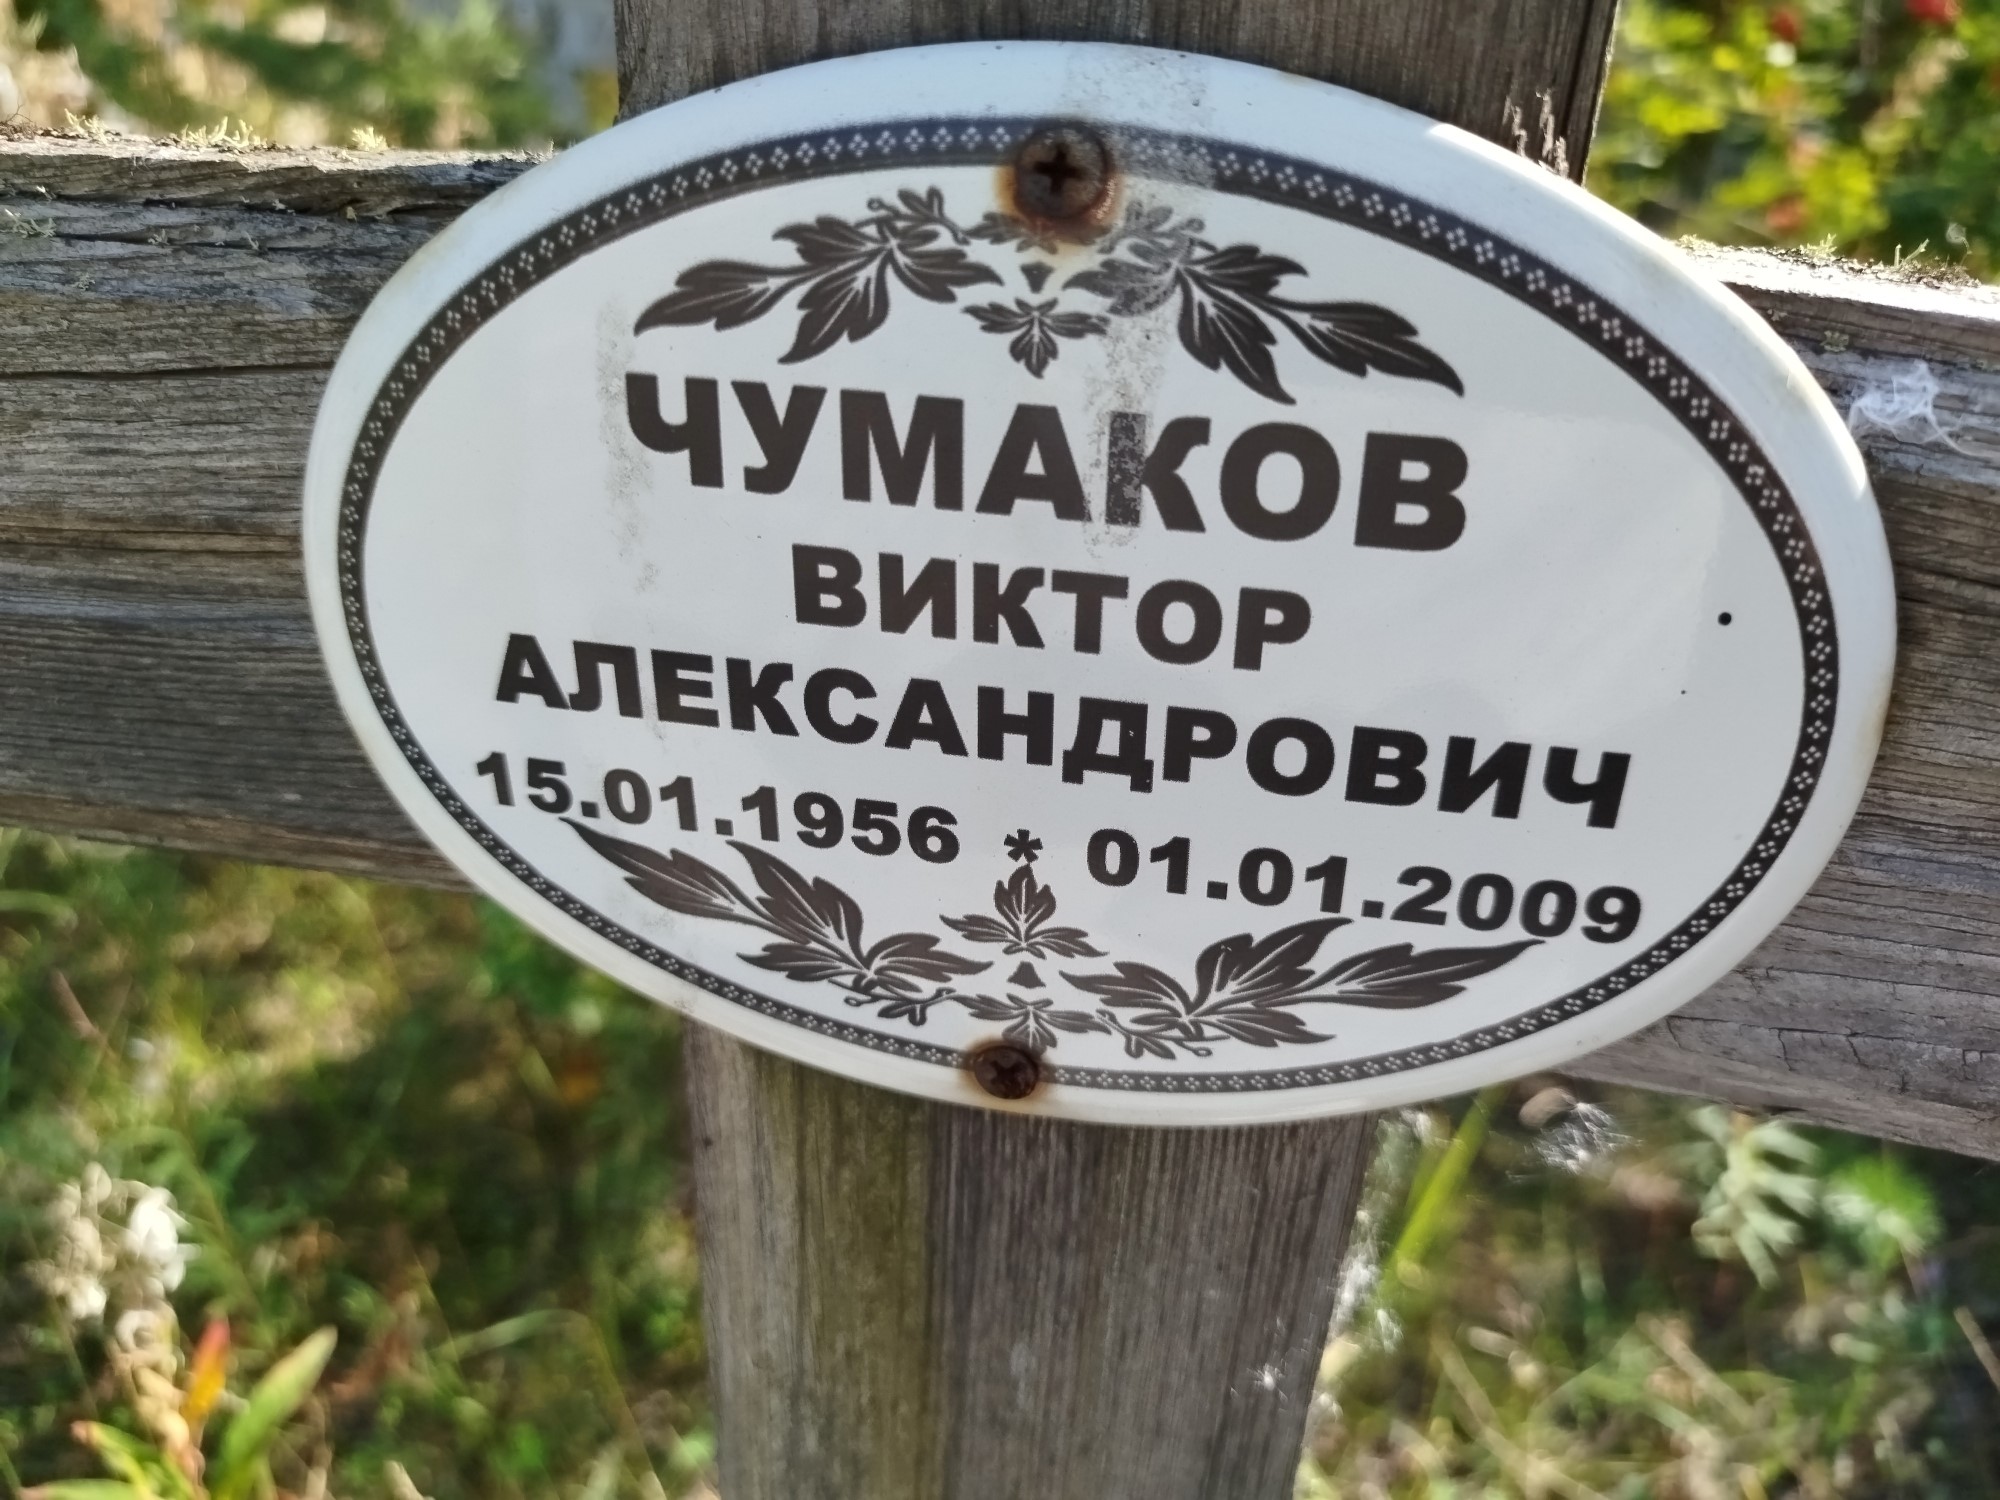 ЧУМАКОВ
ВИКТОР
АЛЕКСАНДРОВИЧ
15.01.1956 * 01.01.2009